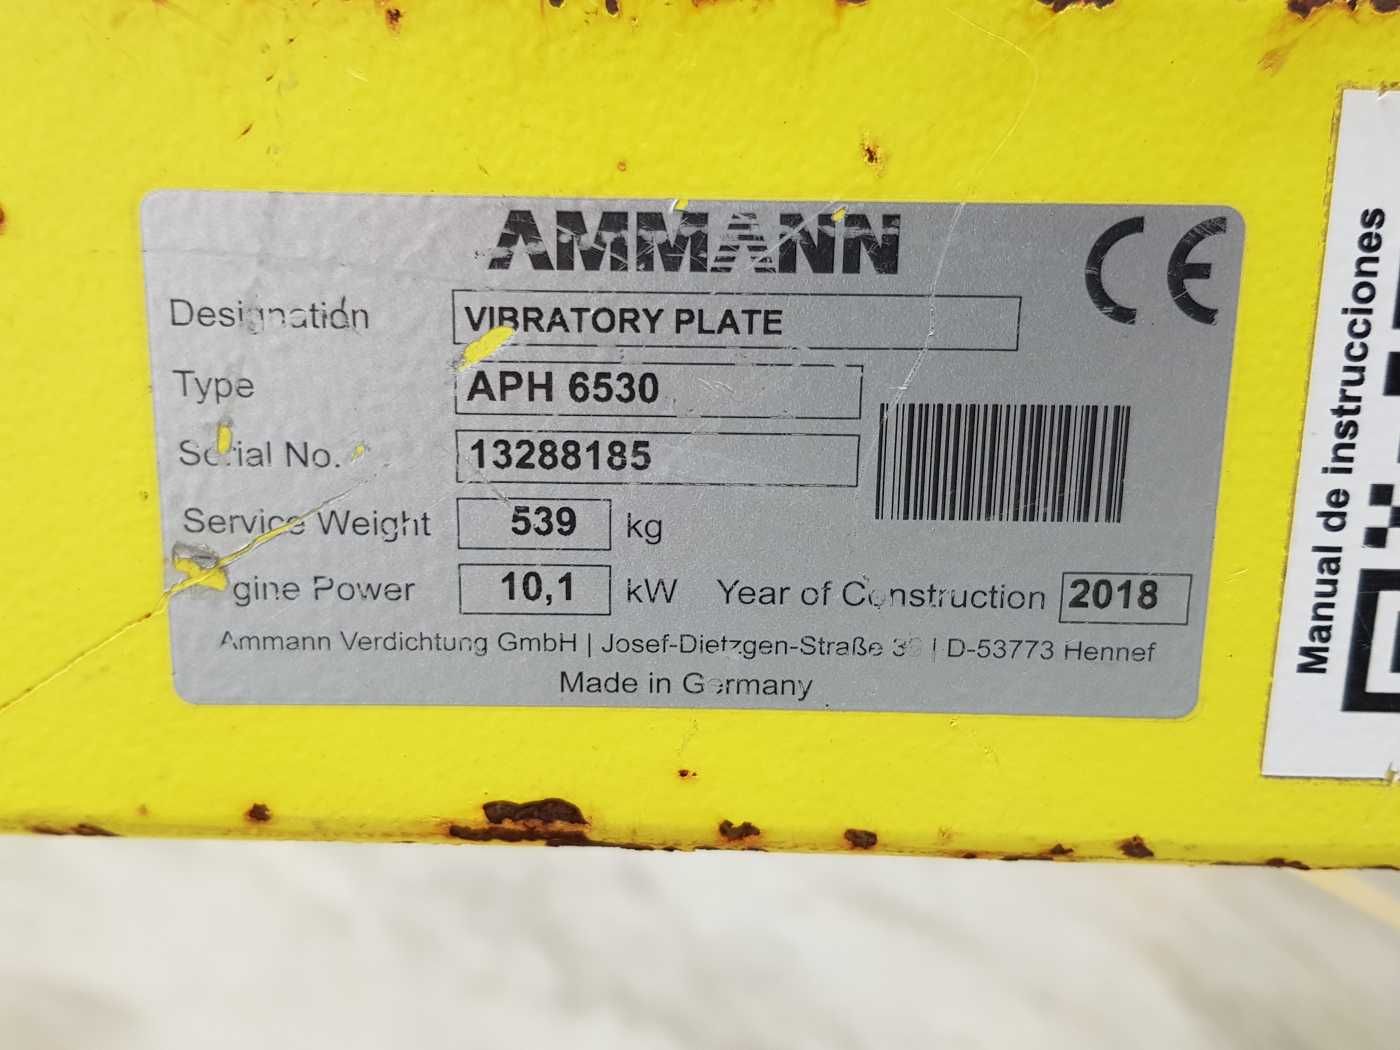 AMMANN
CE
Designation VIBRATORY PLATE
Type APH 6530
Serial No. 13288185
Service Weight 539 kg
Engine Power 10,1 kW Year of Construction 2018
Ammann Verdichtung GmbH | Josef-Dietzgen-Straße | D-53773 Hennef
Made in Germany
Manual de instrucciones